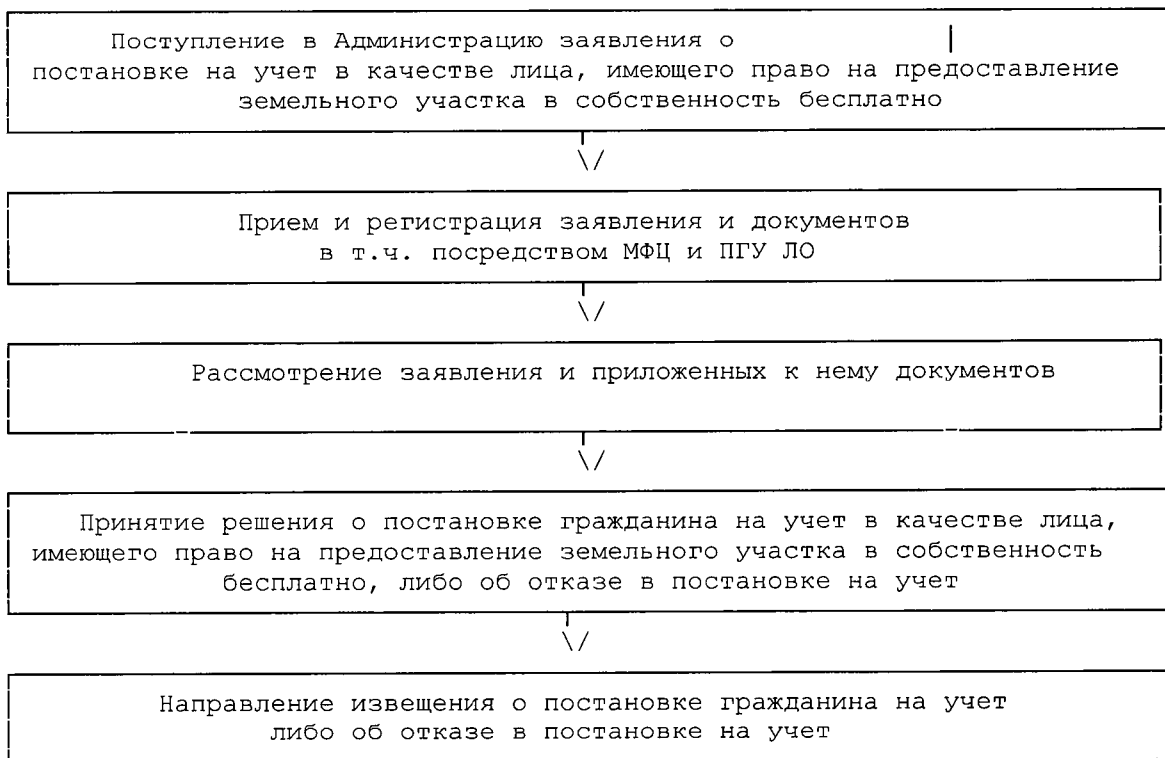 Поступление в Администрацию заявления о
постановке на учет в качестве лица, имеющего право на предоставление
земельного участка в собственность бесплатно
\/
Прием и регистрация заявления и документов
в т.ч. посредством МФЦ и ПГУ ЛО
\/
Рассмотрение заявления и приложенных к нему документов
\/
Принятие решения о постановке гражданина на учет в качестве лица,
имеющего право на предоставление земельного участка в собственность
бесплатно, либо об отказе в постановке на учет
\/
Направление извещения о постановке гражданина на учет
либо об отказе в постановке на учет